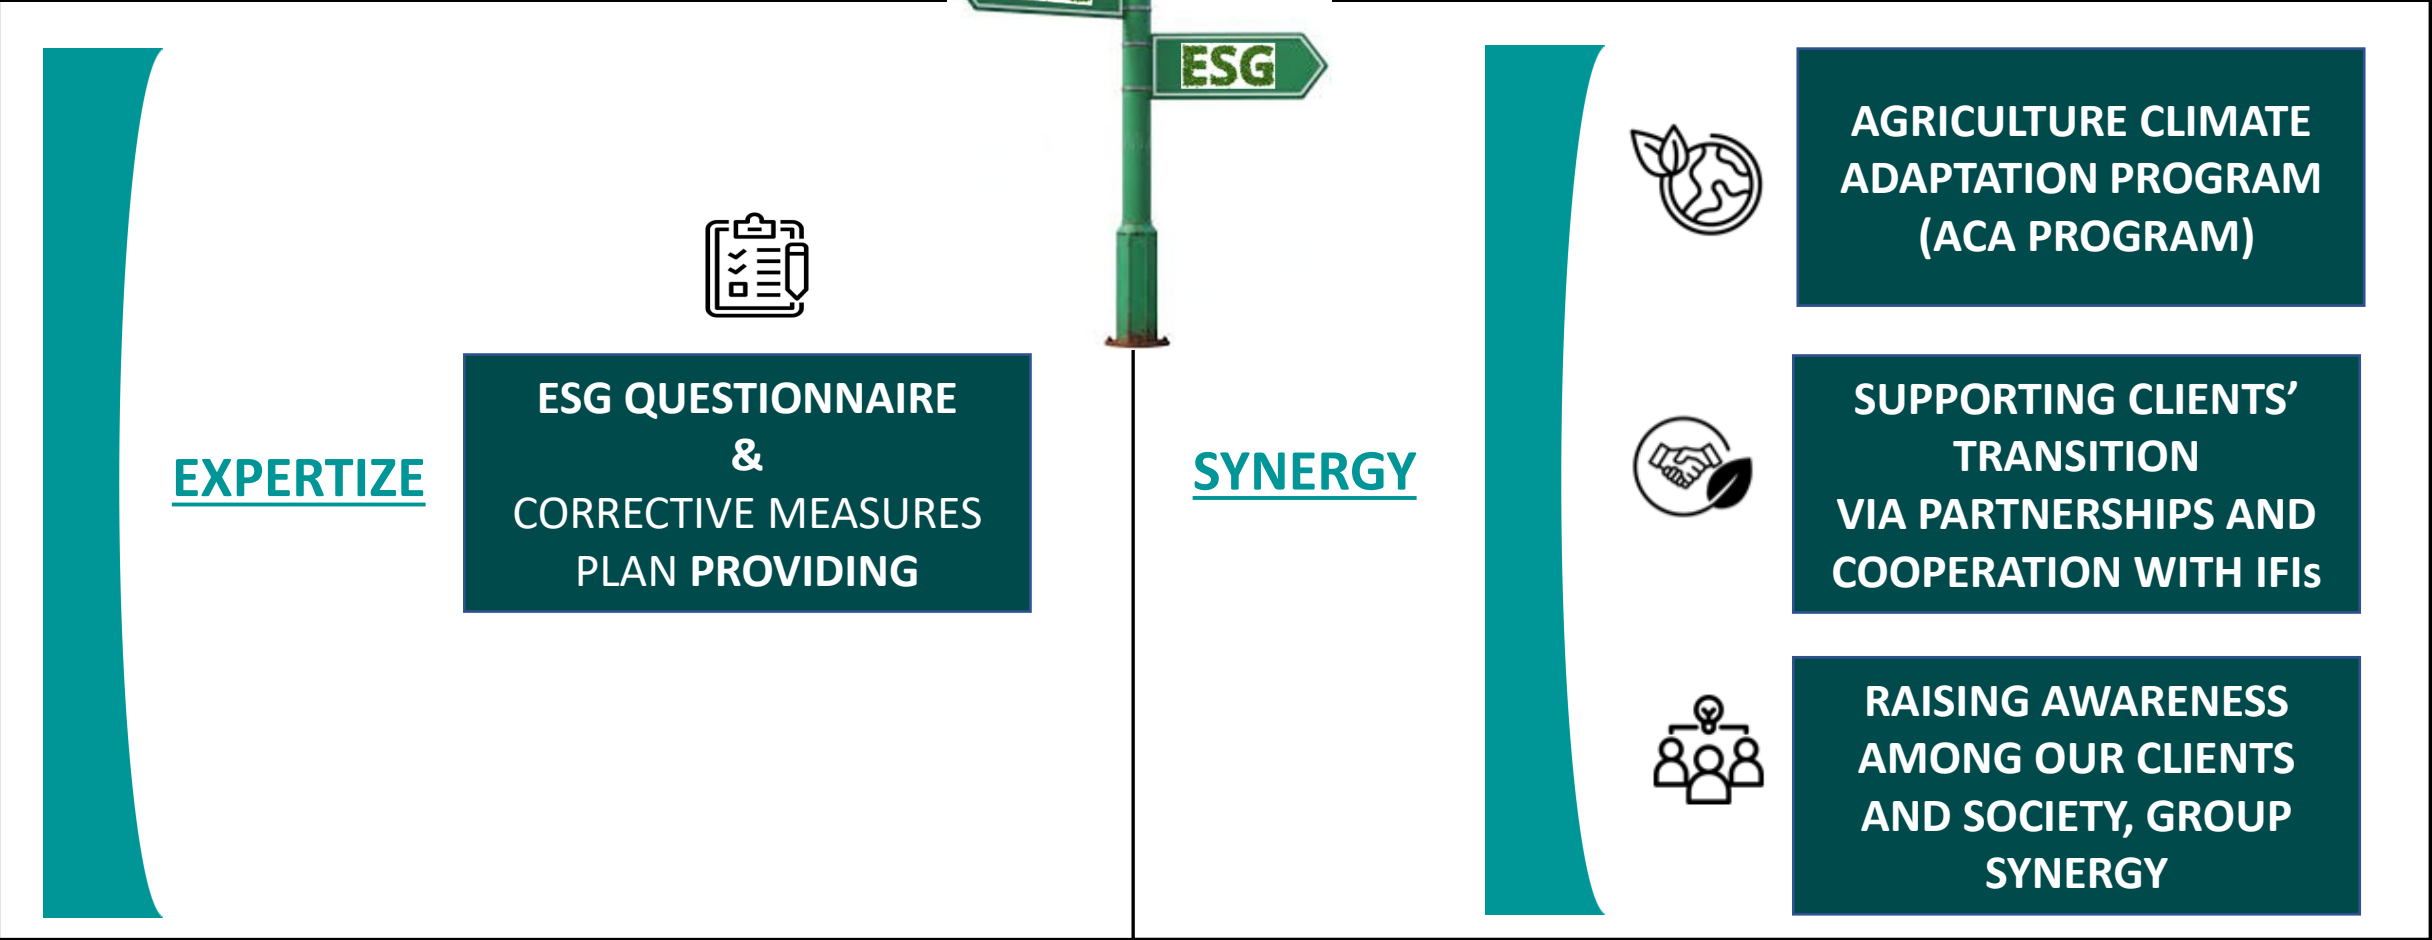 ESG
EXPERTIZE
ESG QUESTIONNAIRE
&
CORRECTIVE MEASURES
PLAN PROVIDING
SYNERGY
AGRICULTURE CLIMATE
ADAPTATION PROGRAM
(ACA PROGRAM)
SUPPORTING CLIENTS’
TRANSITION
VIA PARTNERSHIPS AND
COOPERATION WITH IFIs
RAISING AWARENESS
AMONG OUR CLIENTS
AND SOCIETY, GROUP
SYNERGY